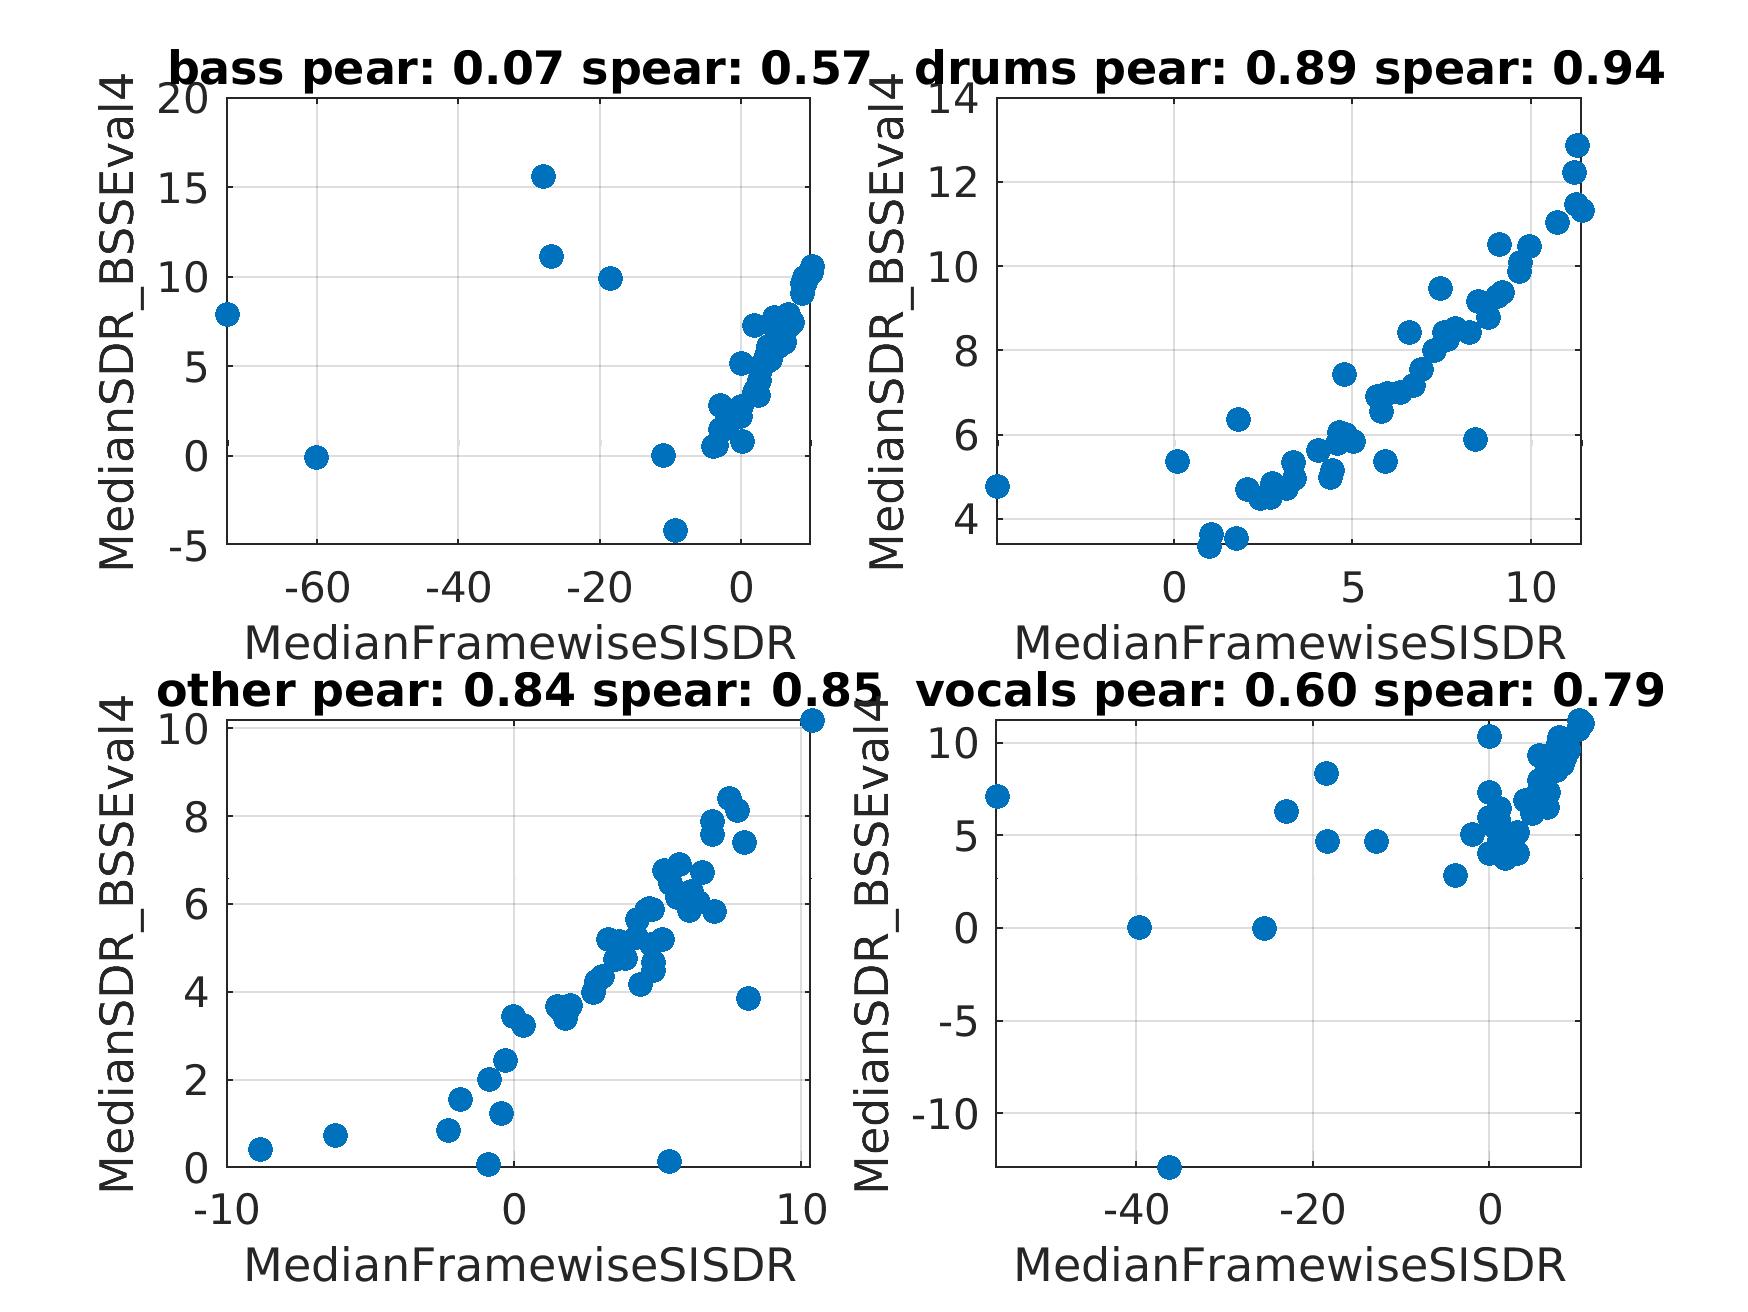 bass pear: 0.07 spear: 0.57
MedianSDR_BSSEval4
20
15
10
5
0
-5
-60 -40 -20 0
MedianFramewiseSISDR
drums pear: 0.89 spear: 0.94
MedianSDR_BSSEval4
14
12
10
8
6
4
0 5 10
MedianFramewiseSISDR
other pear: 0.84 spear: 0.85
MedianSDR_BSSEval4
10
8
6
4
2
0
-10 0 10
MedianFramewiseSISDR
vocals pear: 0.60 spear: 0.79
MedianSDR_BSSEval4
10
5
0
-5
-10
-40 -20 0
MedianFramewiseSISDR